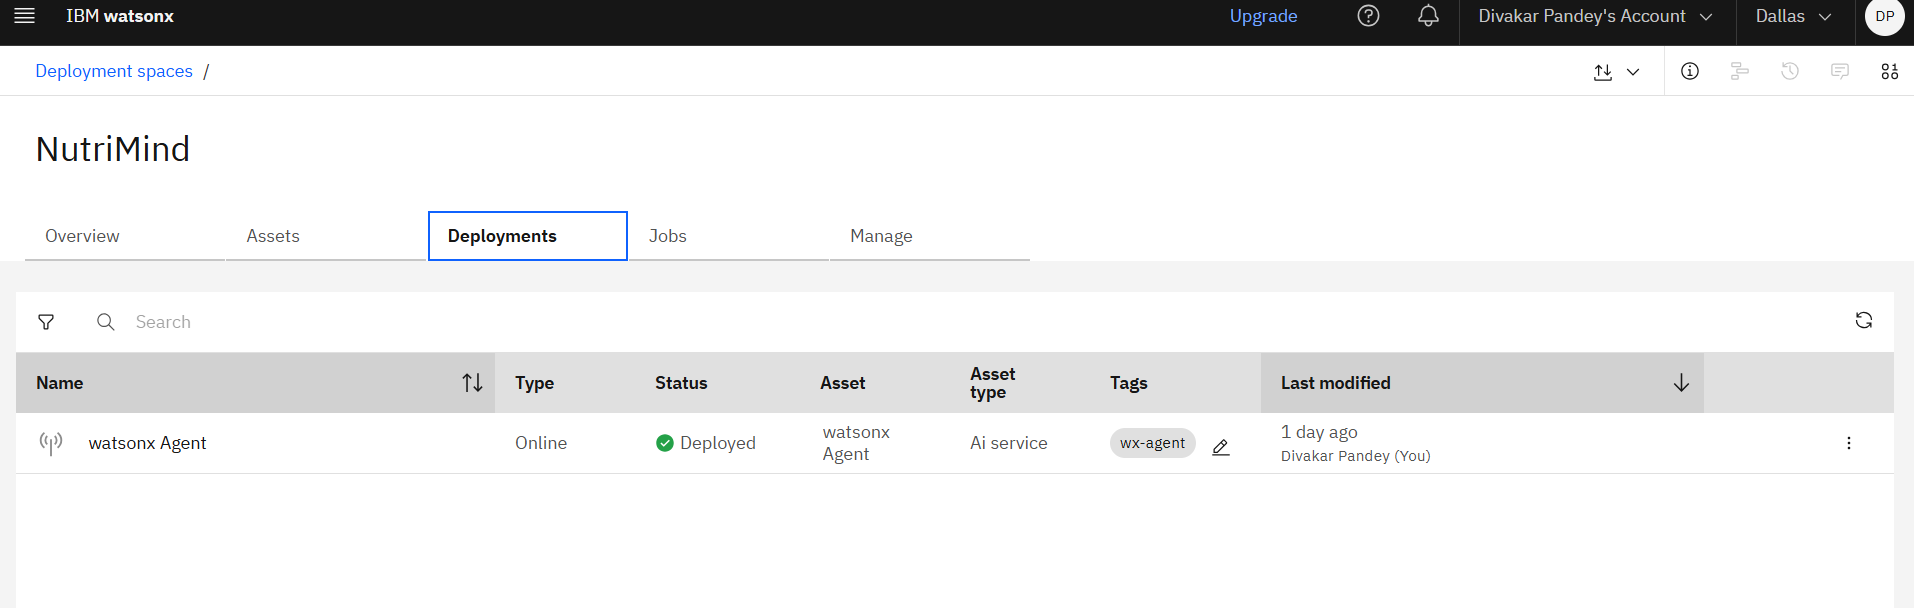 IBM watsonx
Upgrade
Divakar Pandey's Account
Dallas
DP
Deployment spaces /
NutriMind
Overview
Assets
Deployments
Jobs
Manage
Search
Name
Type
Status
Asset
Asset
type
Tags
Last modified
watsonx Agent
Online
Deployed
watsonx
Agent
Ai service
wx-agent
1 day ago
Divakar Pandey (You)